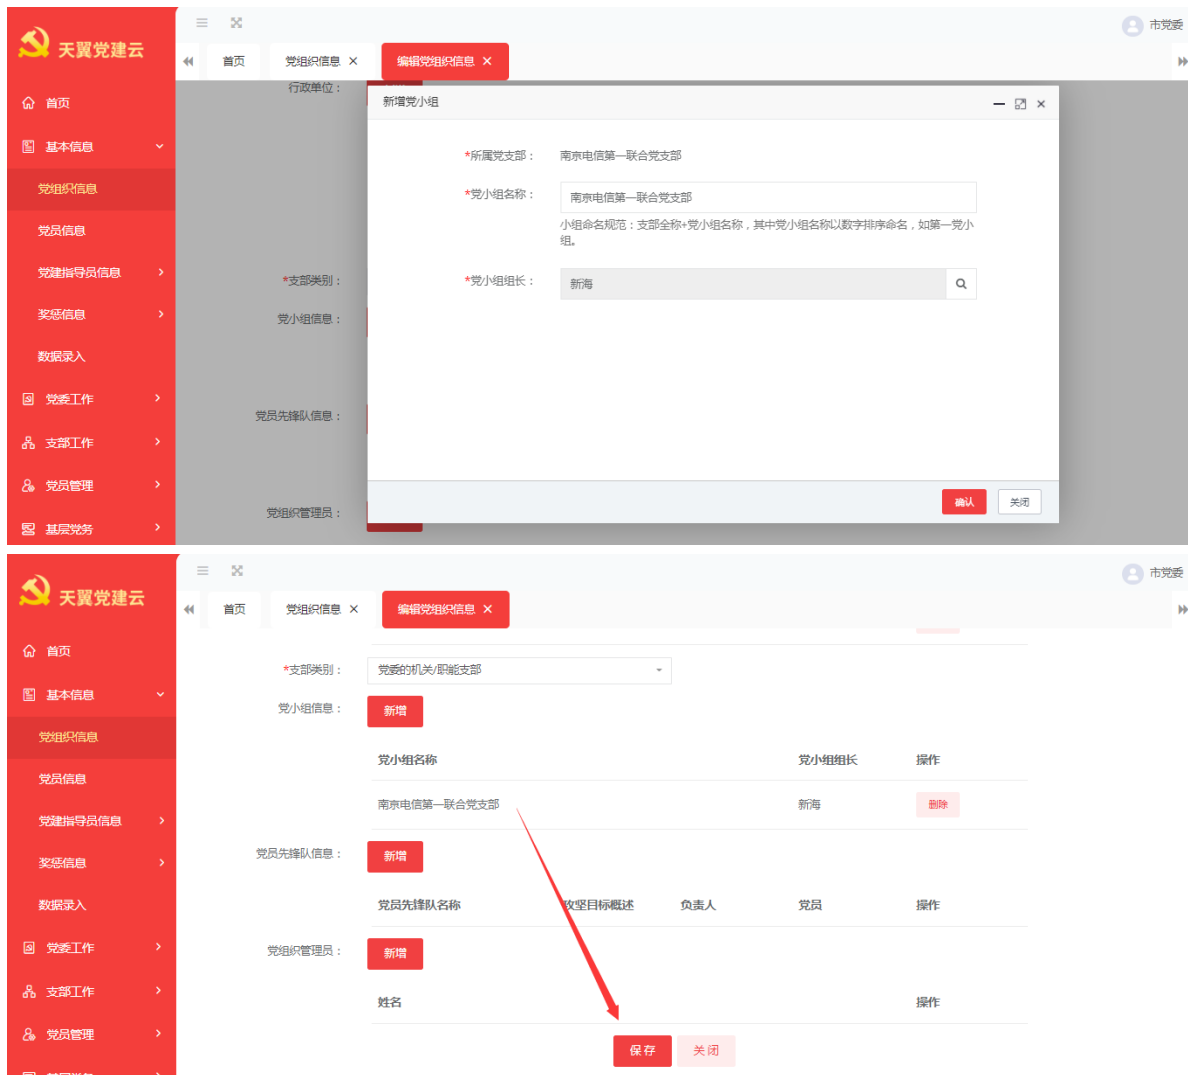 天翼党建云
市党委
首页
党组织信息 ×
编辑党组织信息 ×
首页
基本信息
党组织信息
党员信息
党建指导员信息
奖惩信息
数据录入
党委工作
支部工作
党员管理
基层党务
行政单位：
*支部类别：
党小组信息：
党员先锋队信息：
党组织管理员：
新增党小组
*所属党支部： 南京电信第一联合党支部
*党小组名称： 南京电信第一联合党支部
小组命名规范：支部全称+党小组名称，其中党小组名称以数字排序命名，如第一党小
组。
*党小组组长： 新海
确认 关闭
天翼党建云
市党委
首页
党组织信息 ×
编辑党组织信息 ×
首页
基本信息
党组织信息
党员信息
党建指导员信息
奖惩信息
数据录入
党委工作
支部工作
党员管理
*支部类别： 党委的机关/职能支部
党小组信息： 新增
党小组名称 党小组组长 操作
南京电信第一联合党支部 新海 删除
党员先锋队信息： 新增
党员先锋队名称 攻坚目标概述 负责人 党员 操作
党组织管理员： 新增
姓名 操作
保存 关闭